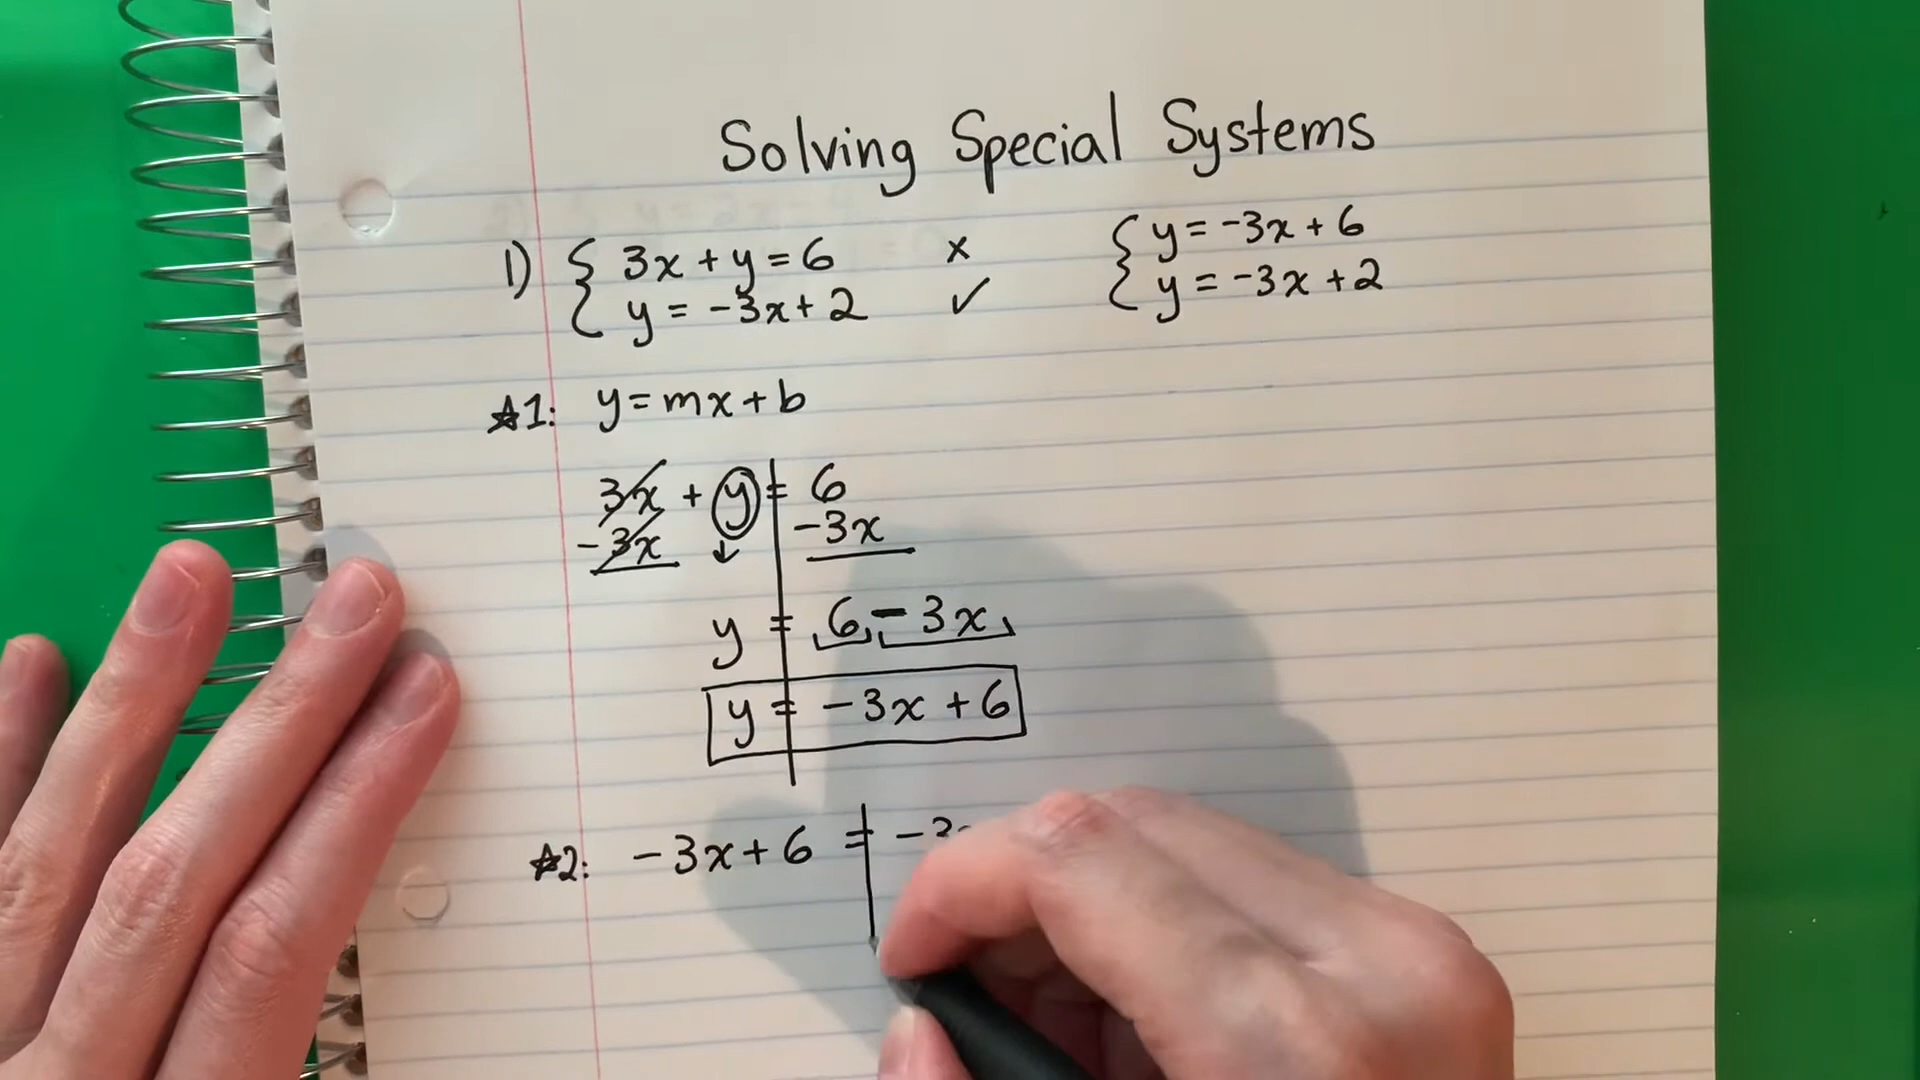 Solving Special Systems
1) { 3x + y = 6 x
y = -3x + 2 ✓
{ y = -3x + 6
y = -3x + 2
☆1: y = mx + b
3x + y = 6
-3x -3x
y = 6 - 3x
y = -3x + 6
☆2: -3x + 6 = -3